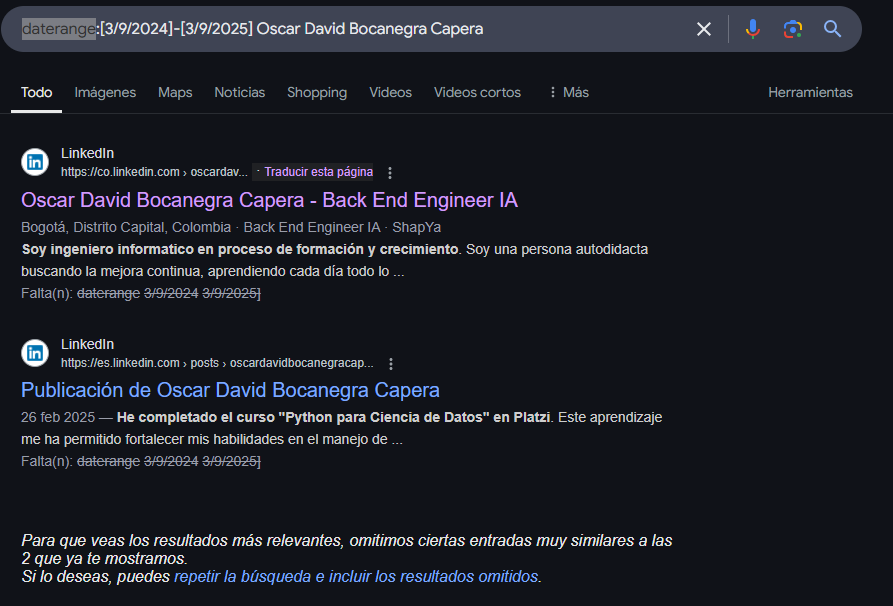 daterange:[3/9/2024]-[3/9/2025] Oscar David Bocanegra Capera
Todo Imágenes Maps Noticias Shopping Videos Videos cortos Más Herramientas
LinkedIn
https://co.linkedin.com › oscardav... · Traducir esta página
Oscar David Bocanegra Capera - Back End Engineer IA
Bogotá, Distrito Capital, Colombia · Back End Engineer IA · ShapYa
Soy ingeniero informatico en proceso de formación y crecimiento. Soy una persona autodidacta
buscando la mejora continua, aprendiendo cada día todo lo ...
Falta(n): daterange 3/9/2024 3/9/2025]
LinkedIn
https://es.linkedin.com › posts › oscardavidbocanegracap...
Publicación de Oscar David Bocanegra Capera
26 feb 2025 — He completado el curso "Python para Ciencia de Datos" en Platzi. Este aprendizaje
me ha permitido fortalecer mis habilidades en el manejo de ...
Falta(n): daterange 3/9/2024 3/9/2025]
Para que veas los resultados más relevantes, omitimos ciertas entradas muy similares a las
2 que ya te mostramos.
Si lo deseas, puedes repetir la búsqueda e incluir los resultados omitidos.